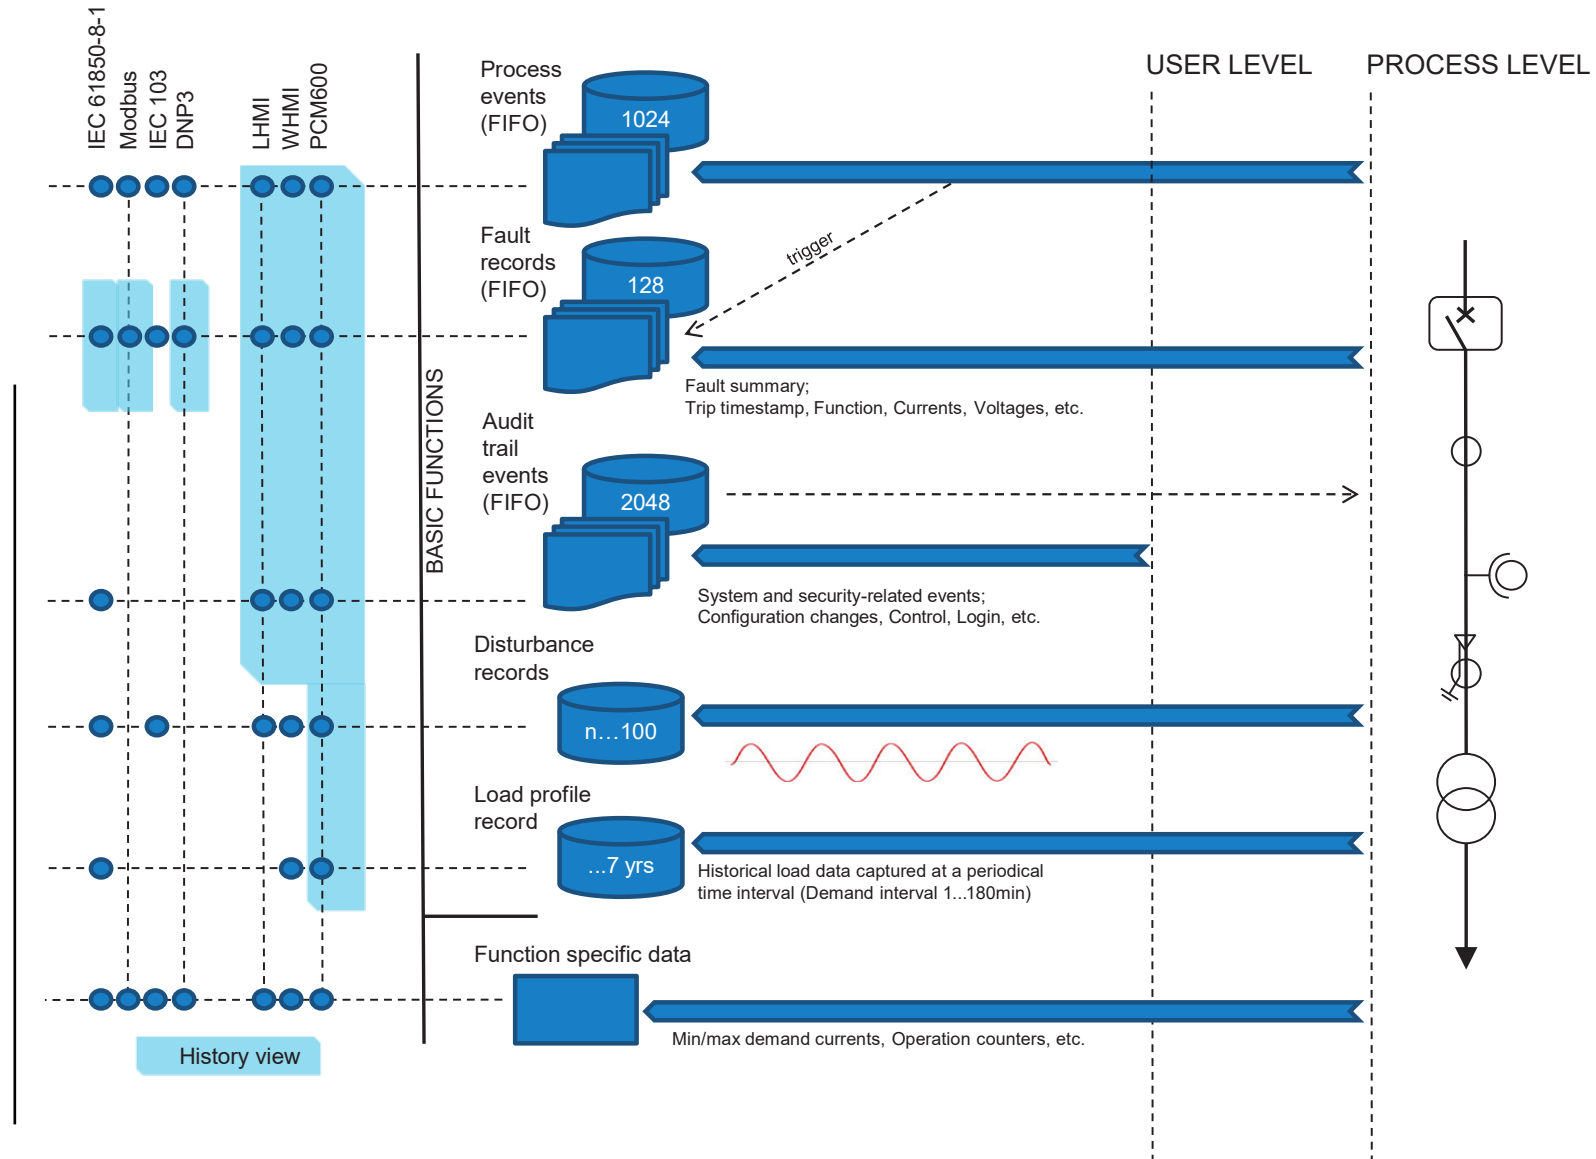 IEC 61850-8-1
Modbus
IEC 103
DNP3
LHMI
WHMI
PCM600
BASIC FUNCTIONS
USER LEVEL
PROCESS LEVEL
Process
events
(FIFO)
1024
trigger
Fault
records
(FIFO)
128
Fault summary;
Trip timestamp, Function, Currents, Voltages, etc.
Audit
trail
events
(FIFO)
2048
System and security-related events;
Configuration changes, Control, Login, etc.
Disturbance
records
n…100
Load profile
record
...7 yrs
Historical load data captured at a periodical
time interval (Demand interval 1...180min)
Function specific data
Min/max demand currents, Operation counters, etc.
History view